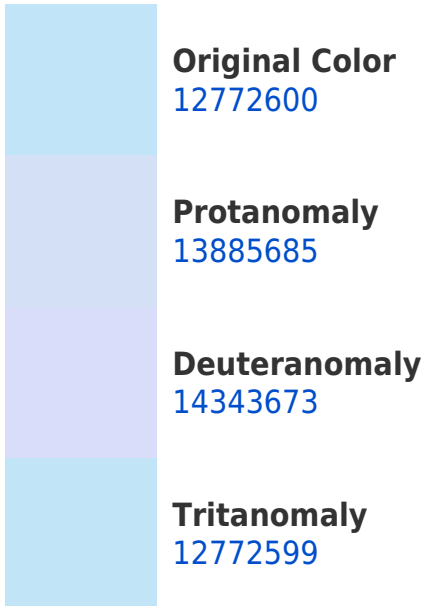 Original Color
12772600
Protanomaly
13885685
Deuteranomaly
14343673
Tritanomaly
12772599